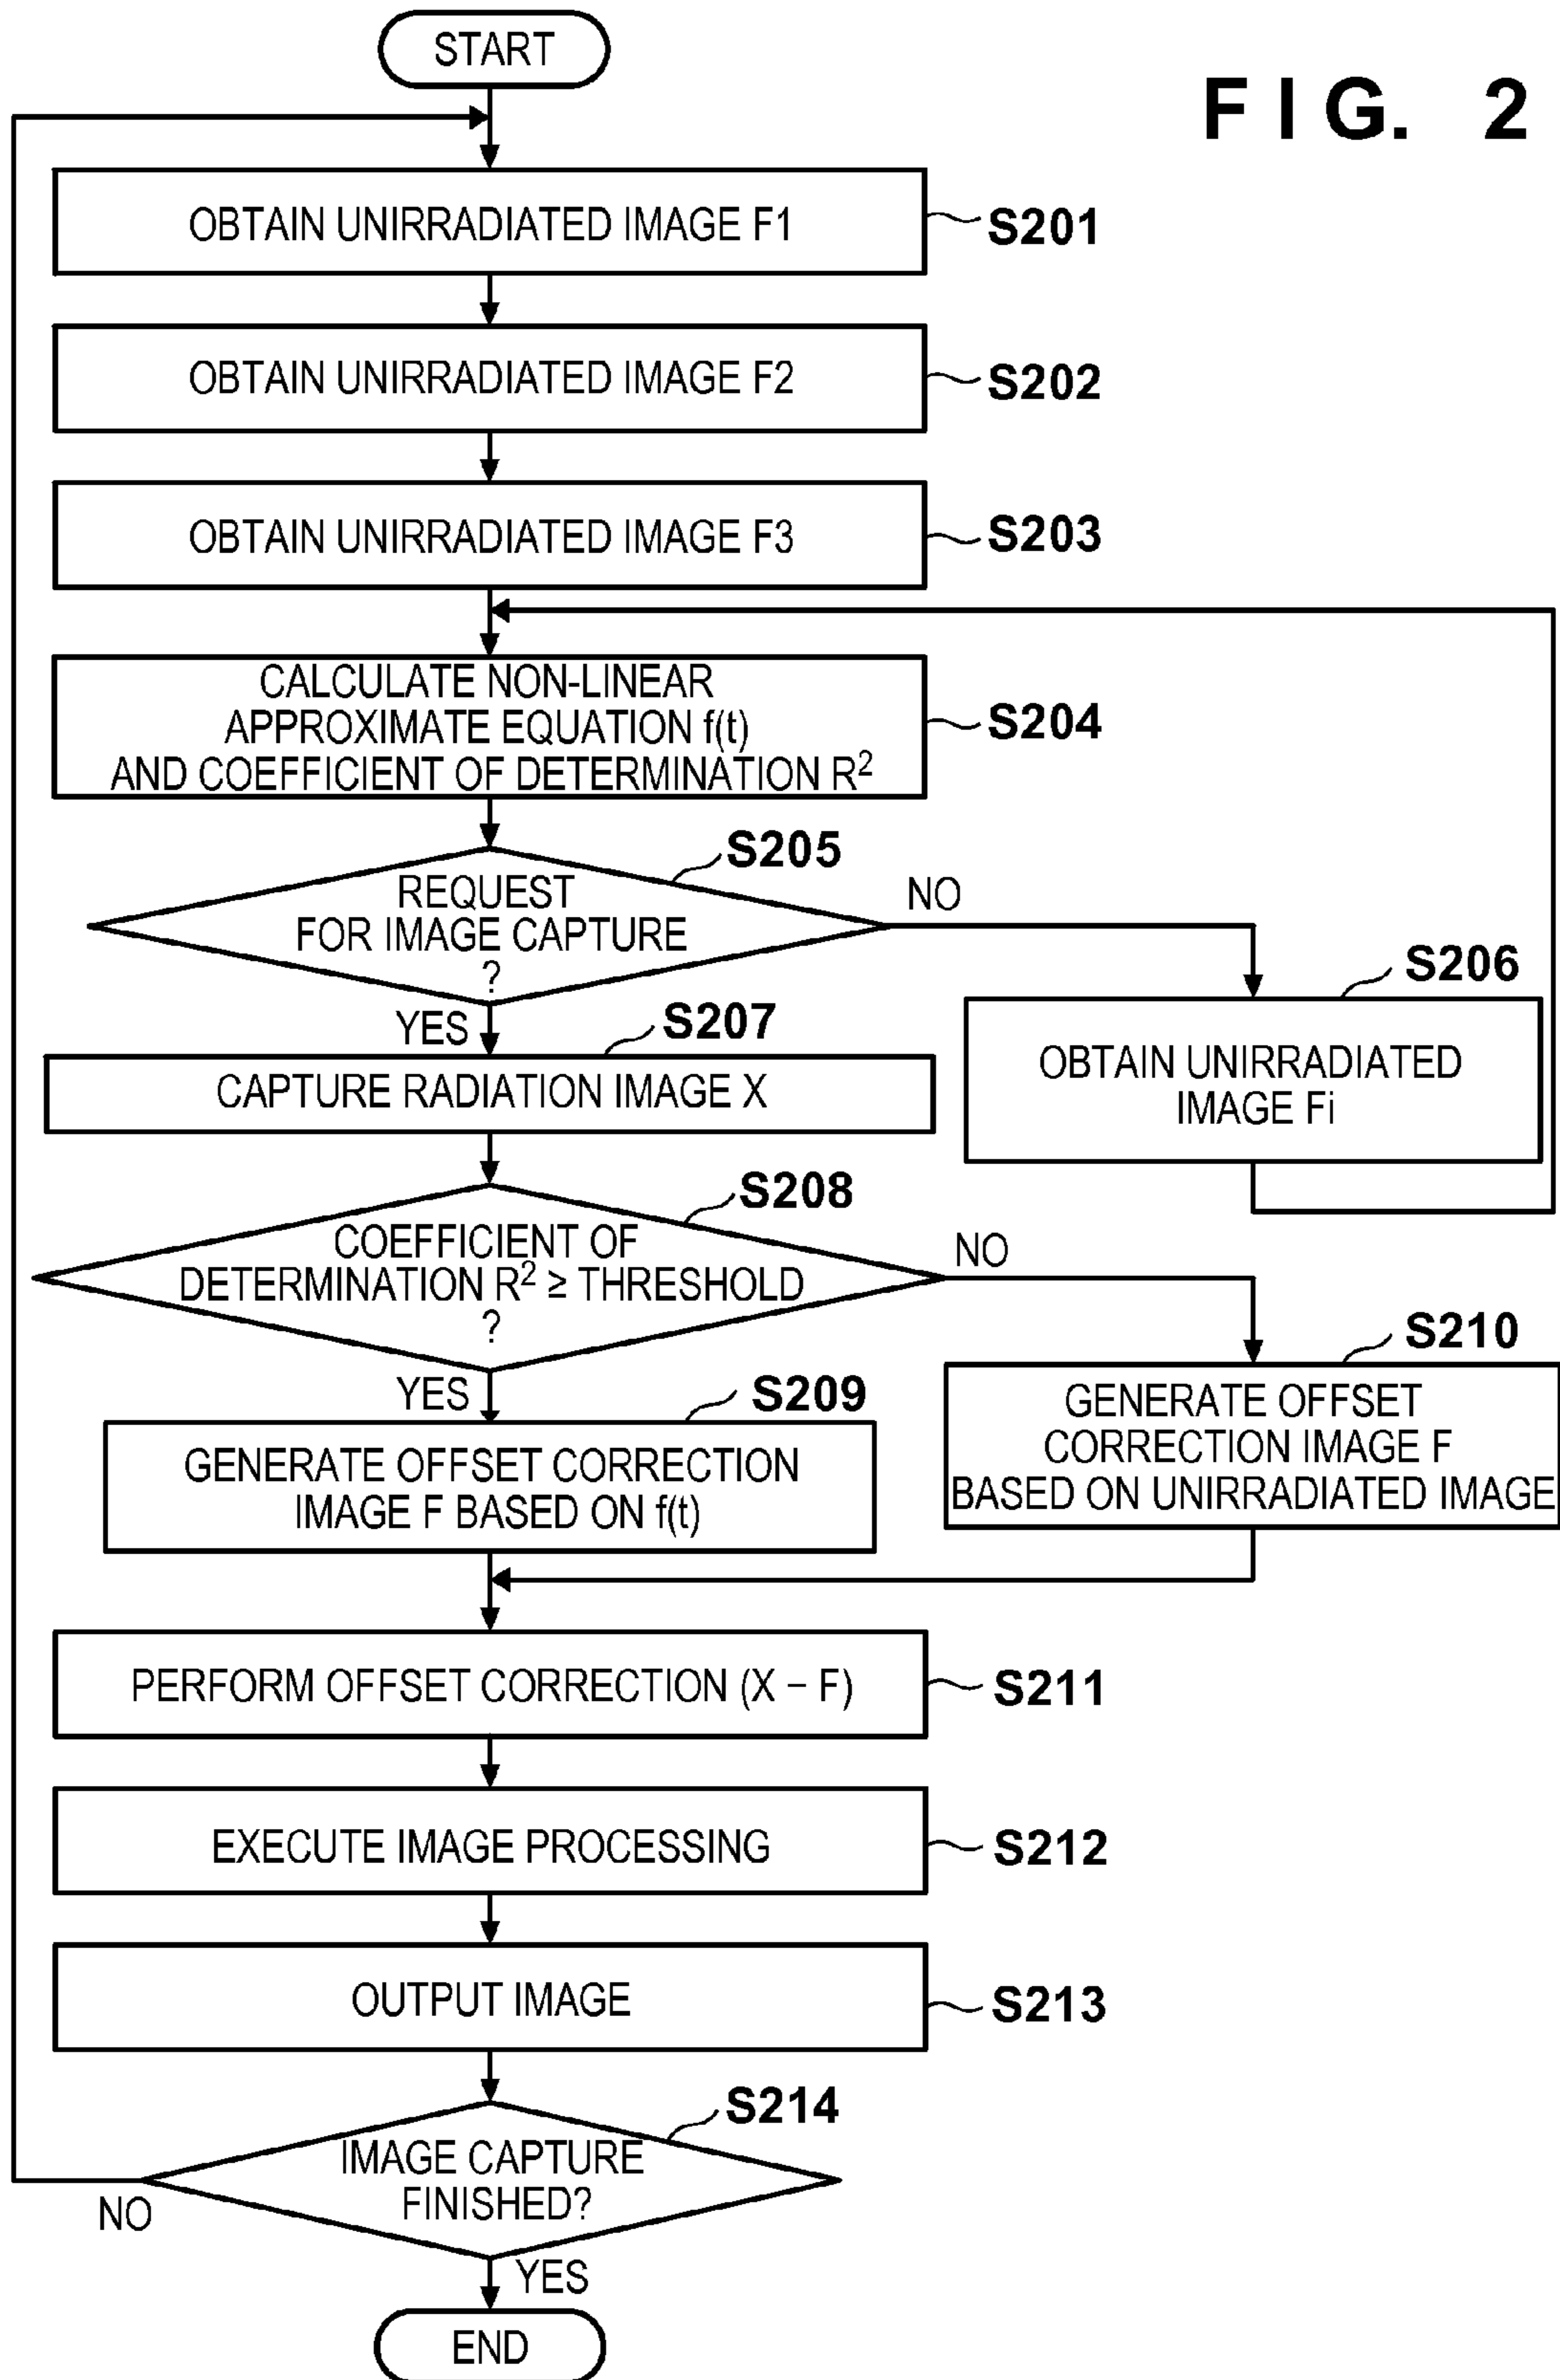 START
FIG. 2
OBTAIN UNIRRADIATED IMAGE F1
S201
OBTAIN UNIRRADIATED IMAGE F2
S202
OBTAIN UNIRRADIATED IMAGE F3
S203
CALCULATE NON-LINEAR
APPROXIMATE EQUATION f(t)
AND COEFFICIENT OF DETERMINATION R²
S204
S205
REQUEST
FOR IMAGE CAPTURE
?
NO
YES
S206
OBTAIN UNIRRADIATED
IMAGE Fi
S207
CAPTURE RADIATION IMAGE X
S208
COEFFICIENT OF
DETERMINATION R² ≥ THRESHOLD
?
NO
YES
S209
GENERATE OFFSET CORRECTION
IMAGE F BASED ON f(t)
S210
GENERATE OFFSET
CORRECTION IMAGE F
BASED ON UNIRRADIATED IMAGE
PERFORM OFFSET CORRECTION (X − F)
S211
EXECUTE IMAGE PROCESSING
S212
OUTPUT IMAGE
S213
S214
IMAGE CAPTURE
FINISHED?
NO
YES
END